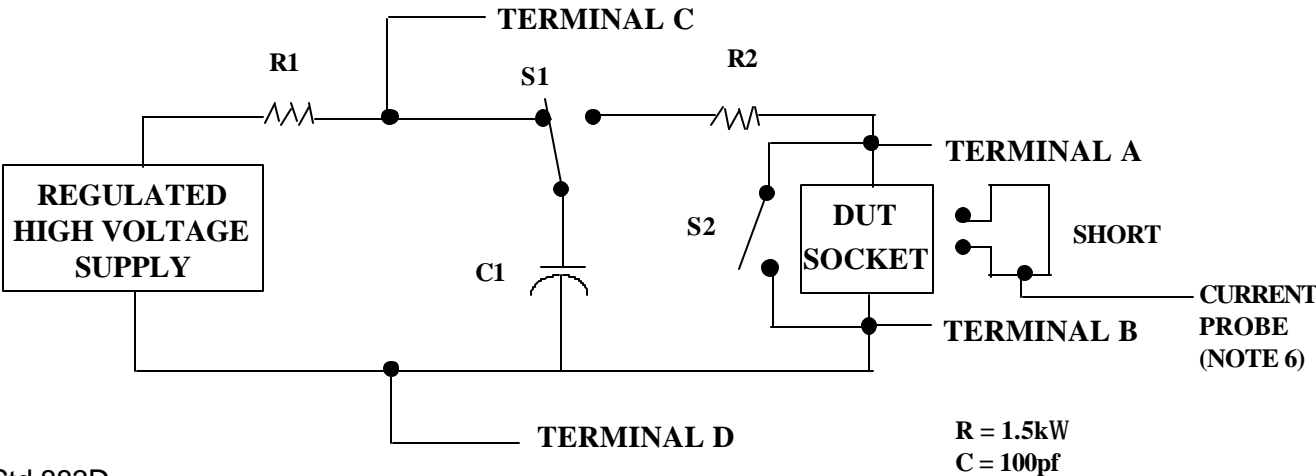 TERMINAL C
R1
S1
R2
TERMINAL A
REGULATED
HIGH VOLTAGE
SUPPLY
S2
DUT
SOCKET
SHORT
C1
CURRENT
PROBE
(NOTE 6)
TERMINAL B
TERMINAL D
R = 1.5kW
C = 100pf